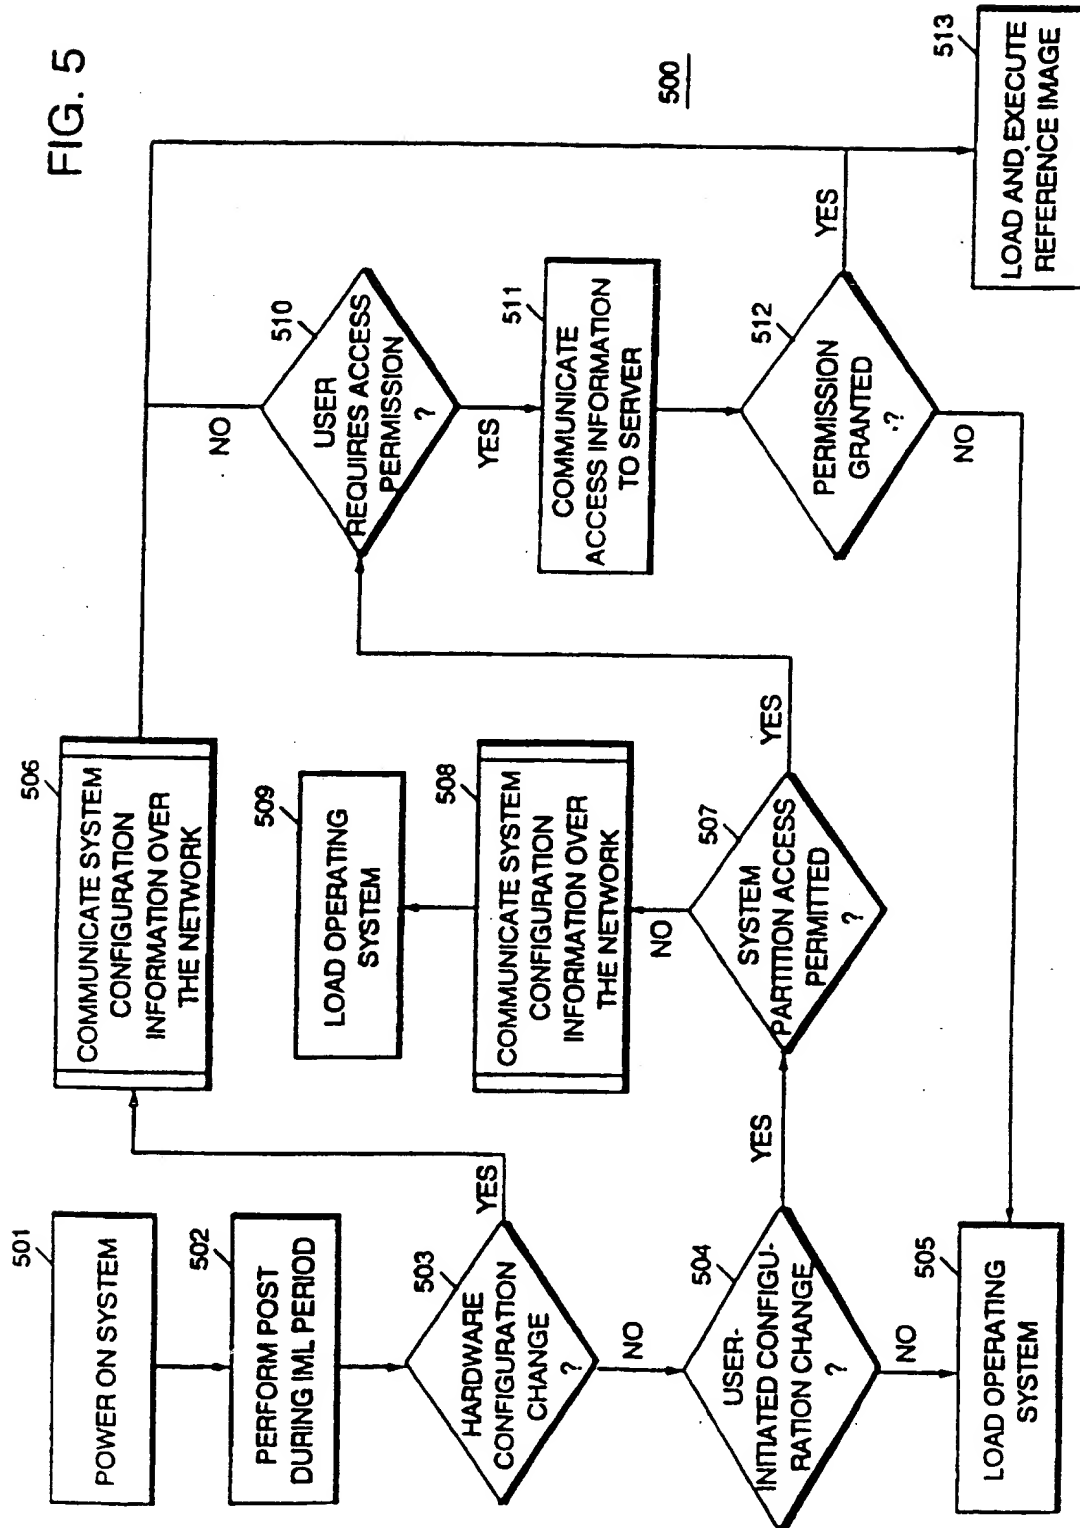 FIG. 5
500
501
POWER ON SYSTEM
502
PERFORM POST
DURING IML PERIOD
503
HARDWARE
CONFIGURATION
CHANGE
?
YES
NO
504
USER-
INITIATED CONFIGU-
RATION CHANGE
?
YES
NO
505
LOAD OPERATING
SYSTEM
506
COMMUNICATE SYSTEM
CONFIGURATION
INFORMATION OVER
THE NETWORK
507
SYSTEM
PARTITION ACCESS
PERMITTED
?
YES
NO
508
COMMUNICATE SYSTEM
CONFIGURATION
INFORMATION OVER
THE NETWORK
509
LOAD OPERATING
SYSTEM
510
USER
REQUIRES ACCESS
PERMISSION
?
NO
YES
511
COMMUNICATE
ACCESS INFORMATION
TO SERVER
512
PERMISSION
GRANTED
?
YES
NO
513
LOAD AND EXECUTE
REFERENCE IMAGE